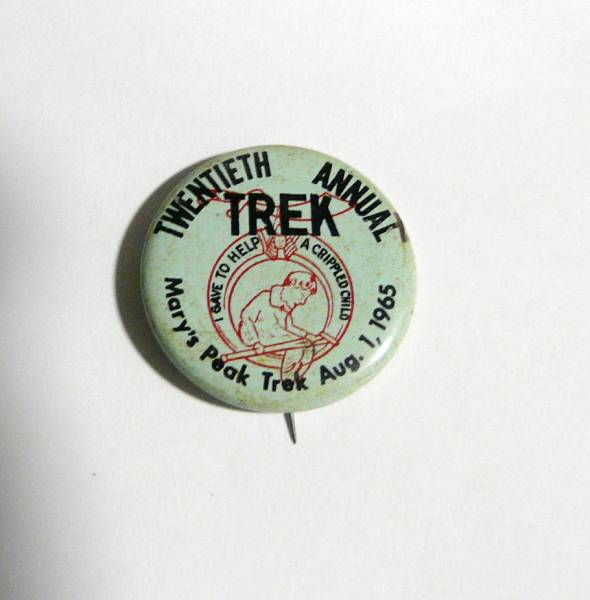 TWENTIETH ANNUAL
TREK
I GAVE TO HELP A CRIPPLED CHILD
Mary's Peak Trek Aug. 1, 1965